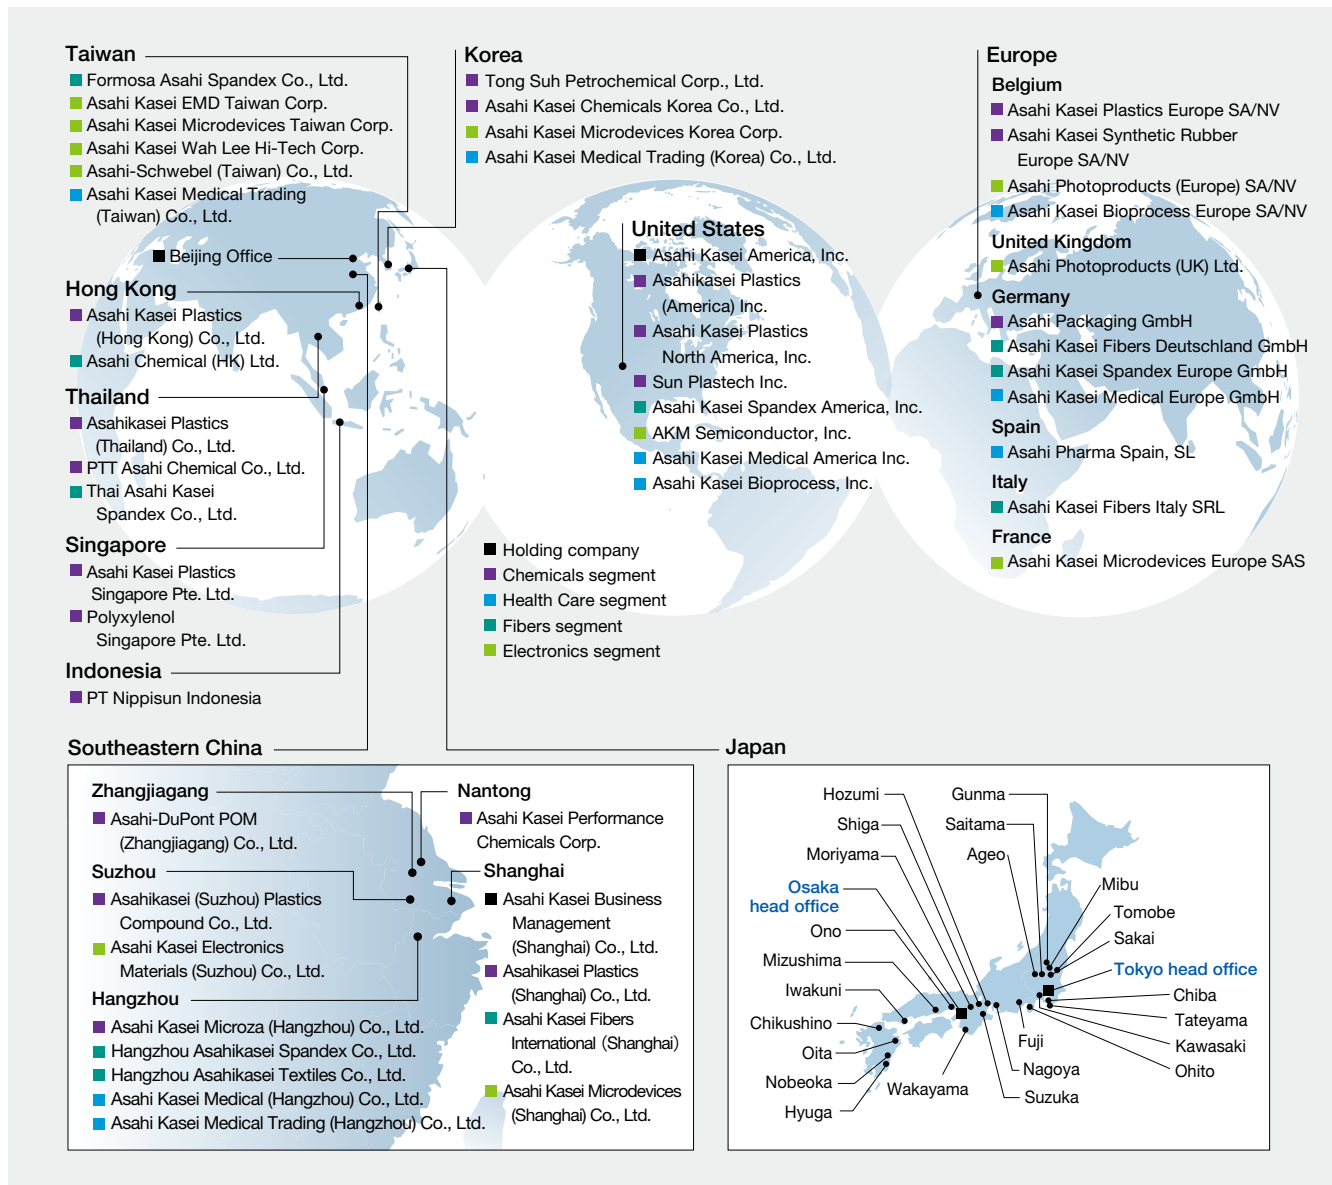 Taiwan
Formosa Asahi Spandex Co., Ltd.
Asahi Kasei EMD Taiwan Corp.
Asahi Kasei Microdevices Taiwan Corp.
Asahi Kasei Wah Lee Hi-Tech Corp.
Asahi-Schwebel (Taiwan) Co., Ltd.
Asahi Kasei Medical Trading
(Taiwan) Co., Ltd.
Beijing Office
Hong Kong
Asahi Kasei Plastics
(Hong Kong) Co., Ltd.
Asahi Chemical (HK) Ltd.
Thailand
Asahikasei Plastics
(Thailand) Co., Ltd.
PTT Asahi Chemical Co., Ltd.
Thai Asahi Kasei
Spandex Co., Ltd.
Singapore
Asahi Kasei Plastics
Singapore Pte. Ltd.
Polyxylenol
Singapore Pte. Ltd.
Indonesia
PT Nippisun Indonesia
Korea
Tong Suh Petrochemical Corp., Ltd.
Asahi Kasei Chemicals Korea Co., Ltd.
Asahi Kasei Microdevices Korea Corp.
Asahi Kasei Medical Trading (Korea) Co., Ltd.
United States
Asahi Kasei America, Inc.
Asahikasei Plastics
(America) Inc.
Asahi Kasei Plastics
North America, Inc.
Sun Plastech Inc.
Asahi Kasei Spandex America, Inc.
AKM Semiconductor, Inc.
Asahi Kasei Medical America Inc.
Asahi Kasei Bioprocess, Inc.
Holding company
Chemicals segment
Health Care segment
Fibers segment
Electronics segment
Europe
Belgium
Asahi Kasei Plastics Europe SA/NV
Asahi Kasei Synthetic Rubber
Europe SA/NV
Asahi Photoproducts (Europe) SA/NV
Asahi Kasei Bioprocess Europe SA/NV
United Kingdom
Asahi Photoproducts (UK) Ltd.
Germany
Asahi Packaging GmbH
Asahi Kasei Fibers Deutschland GmbH
Asahi Kasei Spandex Europe GmbH
Asahi Kasei Medical Europe GmbH
Spain
Asahi Pharma Spain, SL
Italy
Asahi Kasei Fibers Italy SRL
France
Asahi Kasei Microdevices Europe SAS
Southeastern China
Zhangjiagang
Asahi-DuPont POM
(Zhangjiagang) Co., Ltd.
Suzhou
Asahikasei (Suzhou) Plastics
Compound Co., Ltd.
Asahi Kasei Electronics
Materials (Suzhou) Co., Ltd.
Hangzhou
Asahi Kasei Microza (Hangzhou) Co., Ltd.
Hangzhou Asahikasei Spandex Co., Ltd.
Hangzhou Asahikasei Textiles Co., Ltd.
Asahi Kasei Medical (Hangzhou) Co., Ltd.
Asahi Kasei Medical Trading (Hangzhou) Co., Ltd.
Nantong
Asahi Kasei Performance
Chemicals Corp.
Shanghai
Asahi Kasei Business
Management
(Shanghai) Co., Ltd.
Asahikasei Plastics
(Shanghai) Co., Ltd.
Asahi Kasei Fibers
International (Shanghai)
Co., Ltd.
Asahi Kasei Microdevices
(Shanghai) Co., Ltd.
Japan
Hozumi
Shiga
Moriyama
Osaka
head office
Ono
Mizushima
Iwakuni
Chikushino
Oita
Nobeoka
Hyuga
Wakayama
Gunma
Saitama
Ageo
Mibu
Tomobe
Sakai
Tokyo head office
Chiba
Tateyama
Kawasaki
Ohito
Fuji
Nagoya
Suzuka